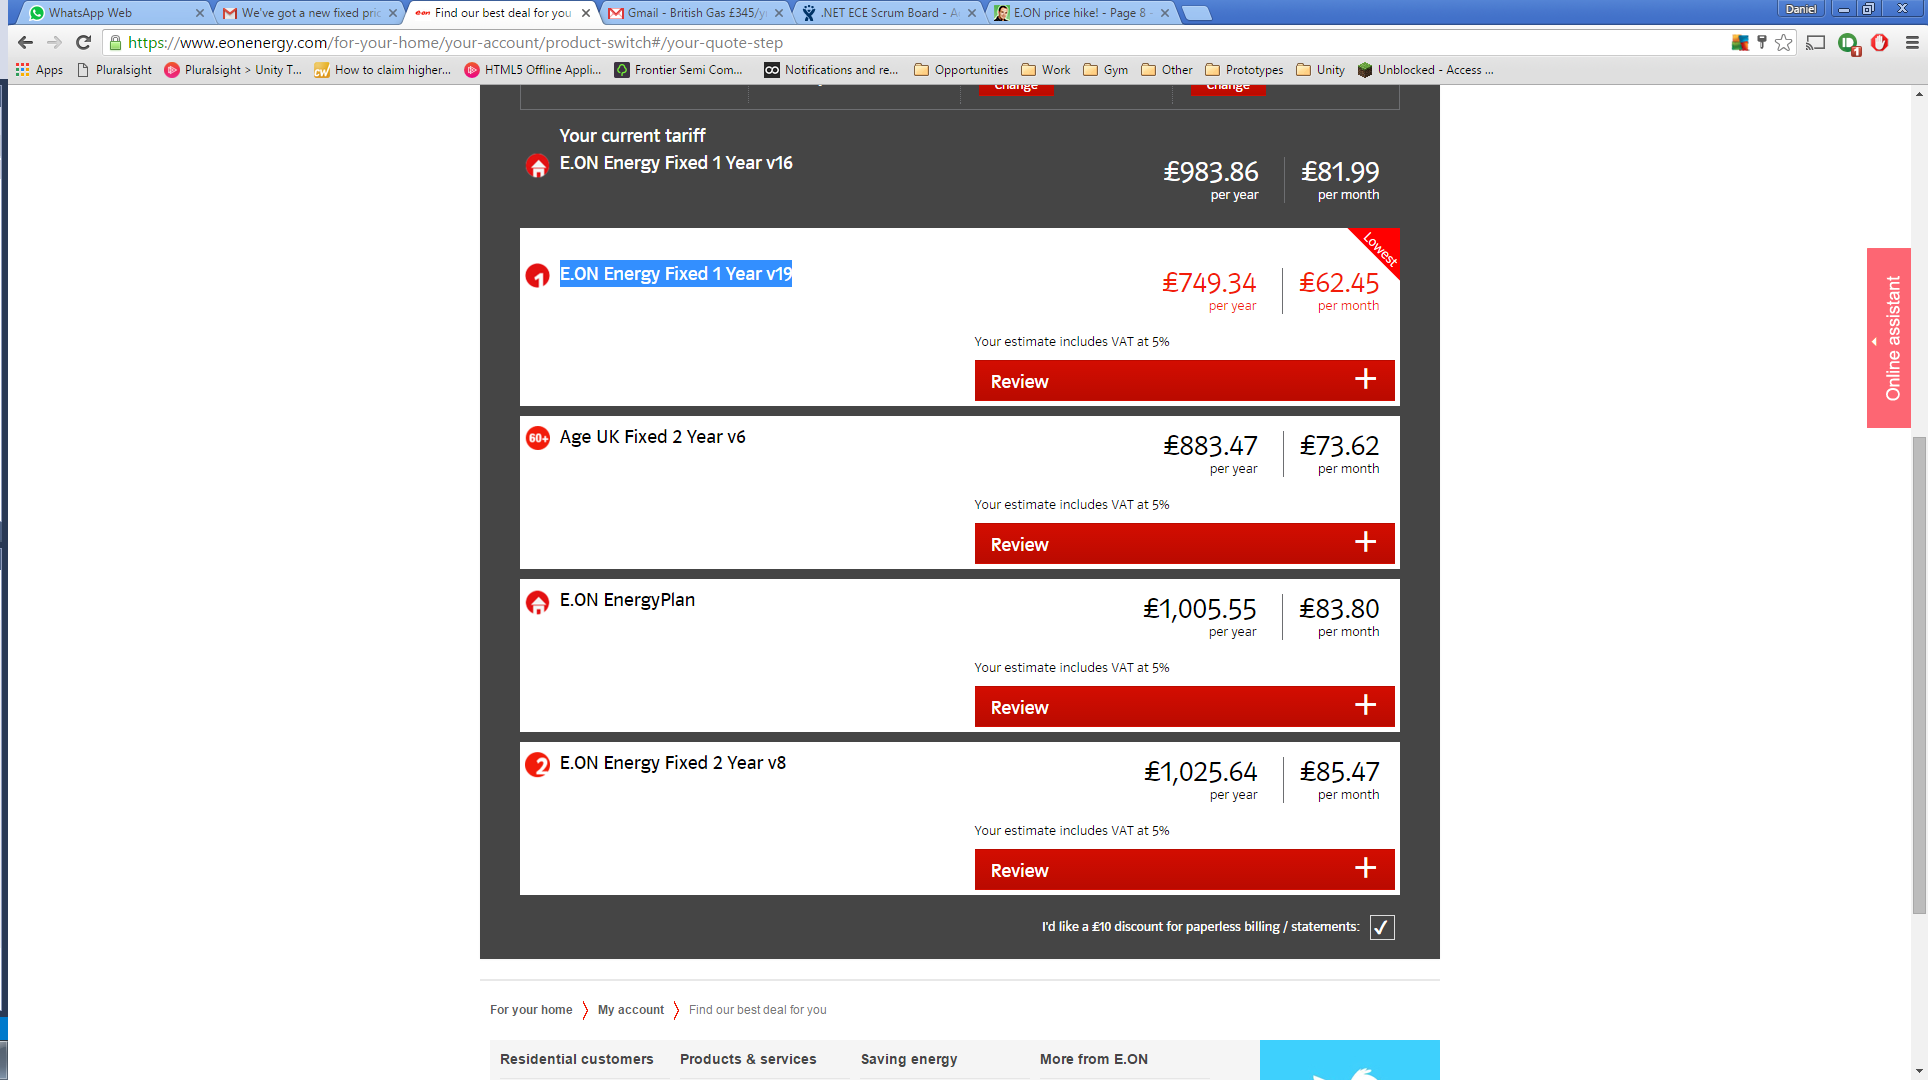 WhatsApp Web
We've got a new fixed pric
e·on Find our best deal for you
Gmail - British Gas £345/y
.NET ECE Scrum Board - A
E.ON price hike! - Page 8 -
Daniel
https://www.eonenergy.com/for-your-home/your-account/product-switch#/your-quote-step
1
Apps
Pluralsight
Pluralsight > Unity T...
cw How to claim higher...
HTML5 Offline Appli...
Frontier Semi Com...
Notifications and re...
Opportunities
Work
Gym
Other
Prototypes
Unity
Unblocked - Access ...
Change
Change
Your current tariff
E.ON Energy Fixed 1 Year v16
£983.86 £81.99
per year per month
Lowest
1 E.ON Energy Fixed 1 Year v19
£749.34 £62.45
per year per month
Your estimate includes VAT at 5%
Review +
60+ Age UK Fixed 2 Year v6
£883.47 £73.62
per year per month
Your estimate includes VAT at 5%
Review +
E.ON EnergyPlan
£1,005.55 £83.80
per year per month
Your estimate includes VAT at 5%
Review +
2 E.ON Energy Fixed 2 Year v8
£1,025.64 £85.47
per year per month
Your estimate includes VAT at 5%
Review +
I'd like a £10 discount for paperless billing / statements:
Online assistant
For your home My account Find our best deal for you
Residential customers Products & services Saving energy More from E.ON